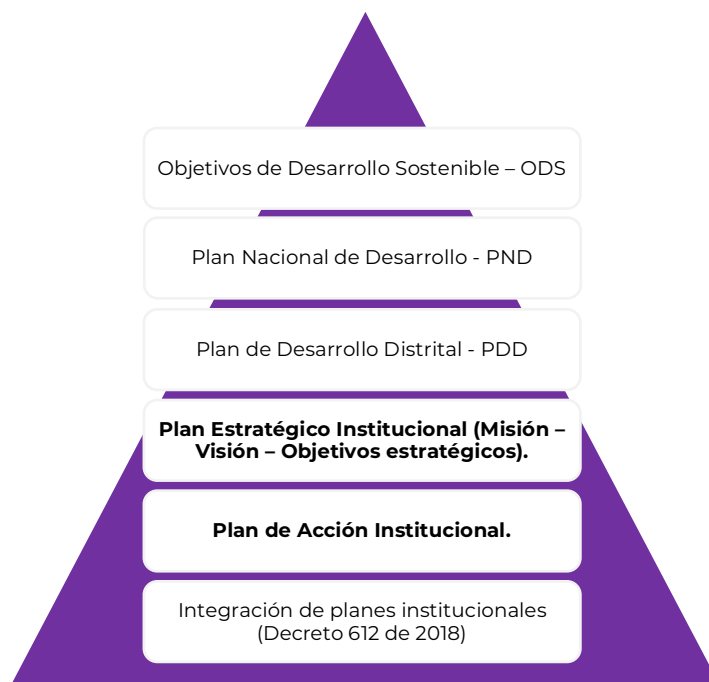 Objetivos de Desarrollo Sostenible – ODS
Plan Nacional de Desarrollo - PND
Plan de Desarrollo Distrital - PDD
Plan Estratégico Institucional (Misión –
Visión – Objetivos estratégicos).
Plan de Acción Institucional.
Integración de planes institucionales
(Decreto 612 de 2018)